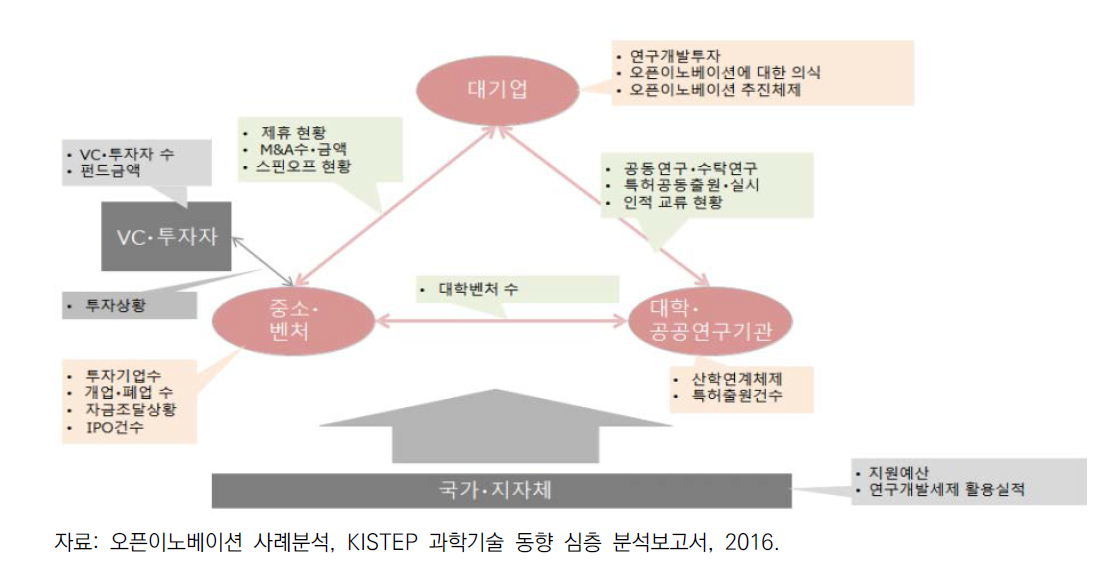 • 연구개발투자
• 오픈이노베이션에 대한 의식
• 오픈이노베이션 추진체제
대기업
• 제휴 현황
• M&A수·금액
• 스핀오프 현황
• VC·투자자 수
• 펀드금액
• 공동연구·수탁연구
• 특허공동출원·실시
• 인적 교류 현황
VC·투자자
• 투자상황
• 대학벤처 수
중소·
벤처
대학·
공공연구기관
• 투자기업수
• 개업·폐업 수
• 자금조달상황
• IPO건수
• 산학연계체제
• 특허출원건수
국가·지자체
• 지원예산
• 연구개발세제 활용실적
자료: 오픈이노베이션 사례분석, KISTEP 과학기술 동향 심층 분석보고서, 2016.